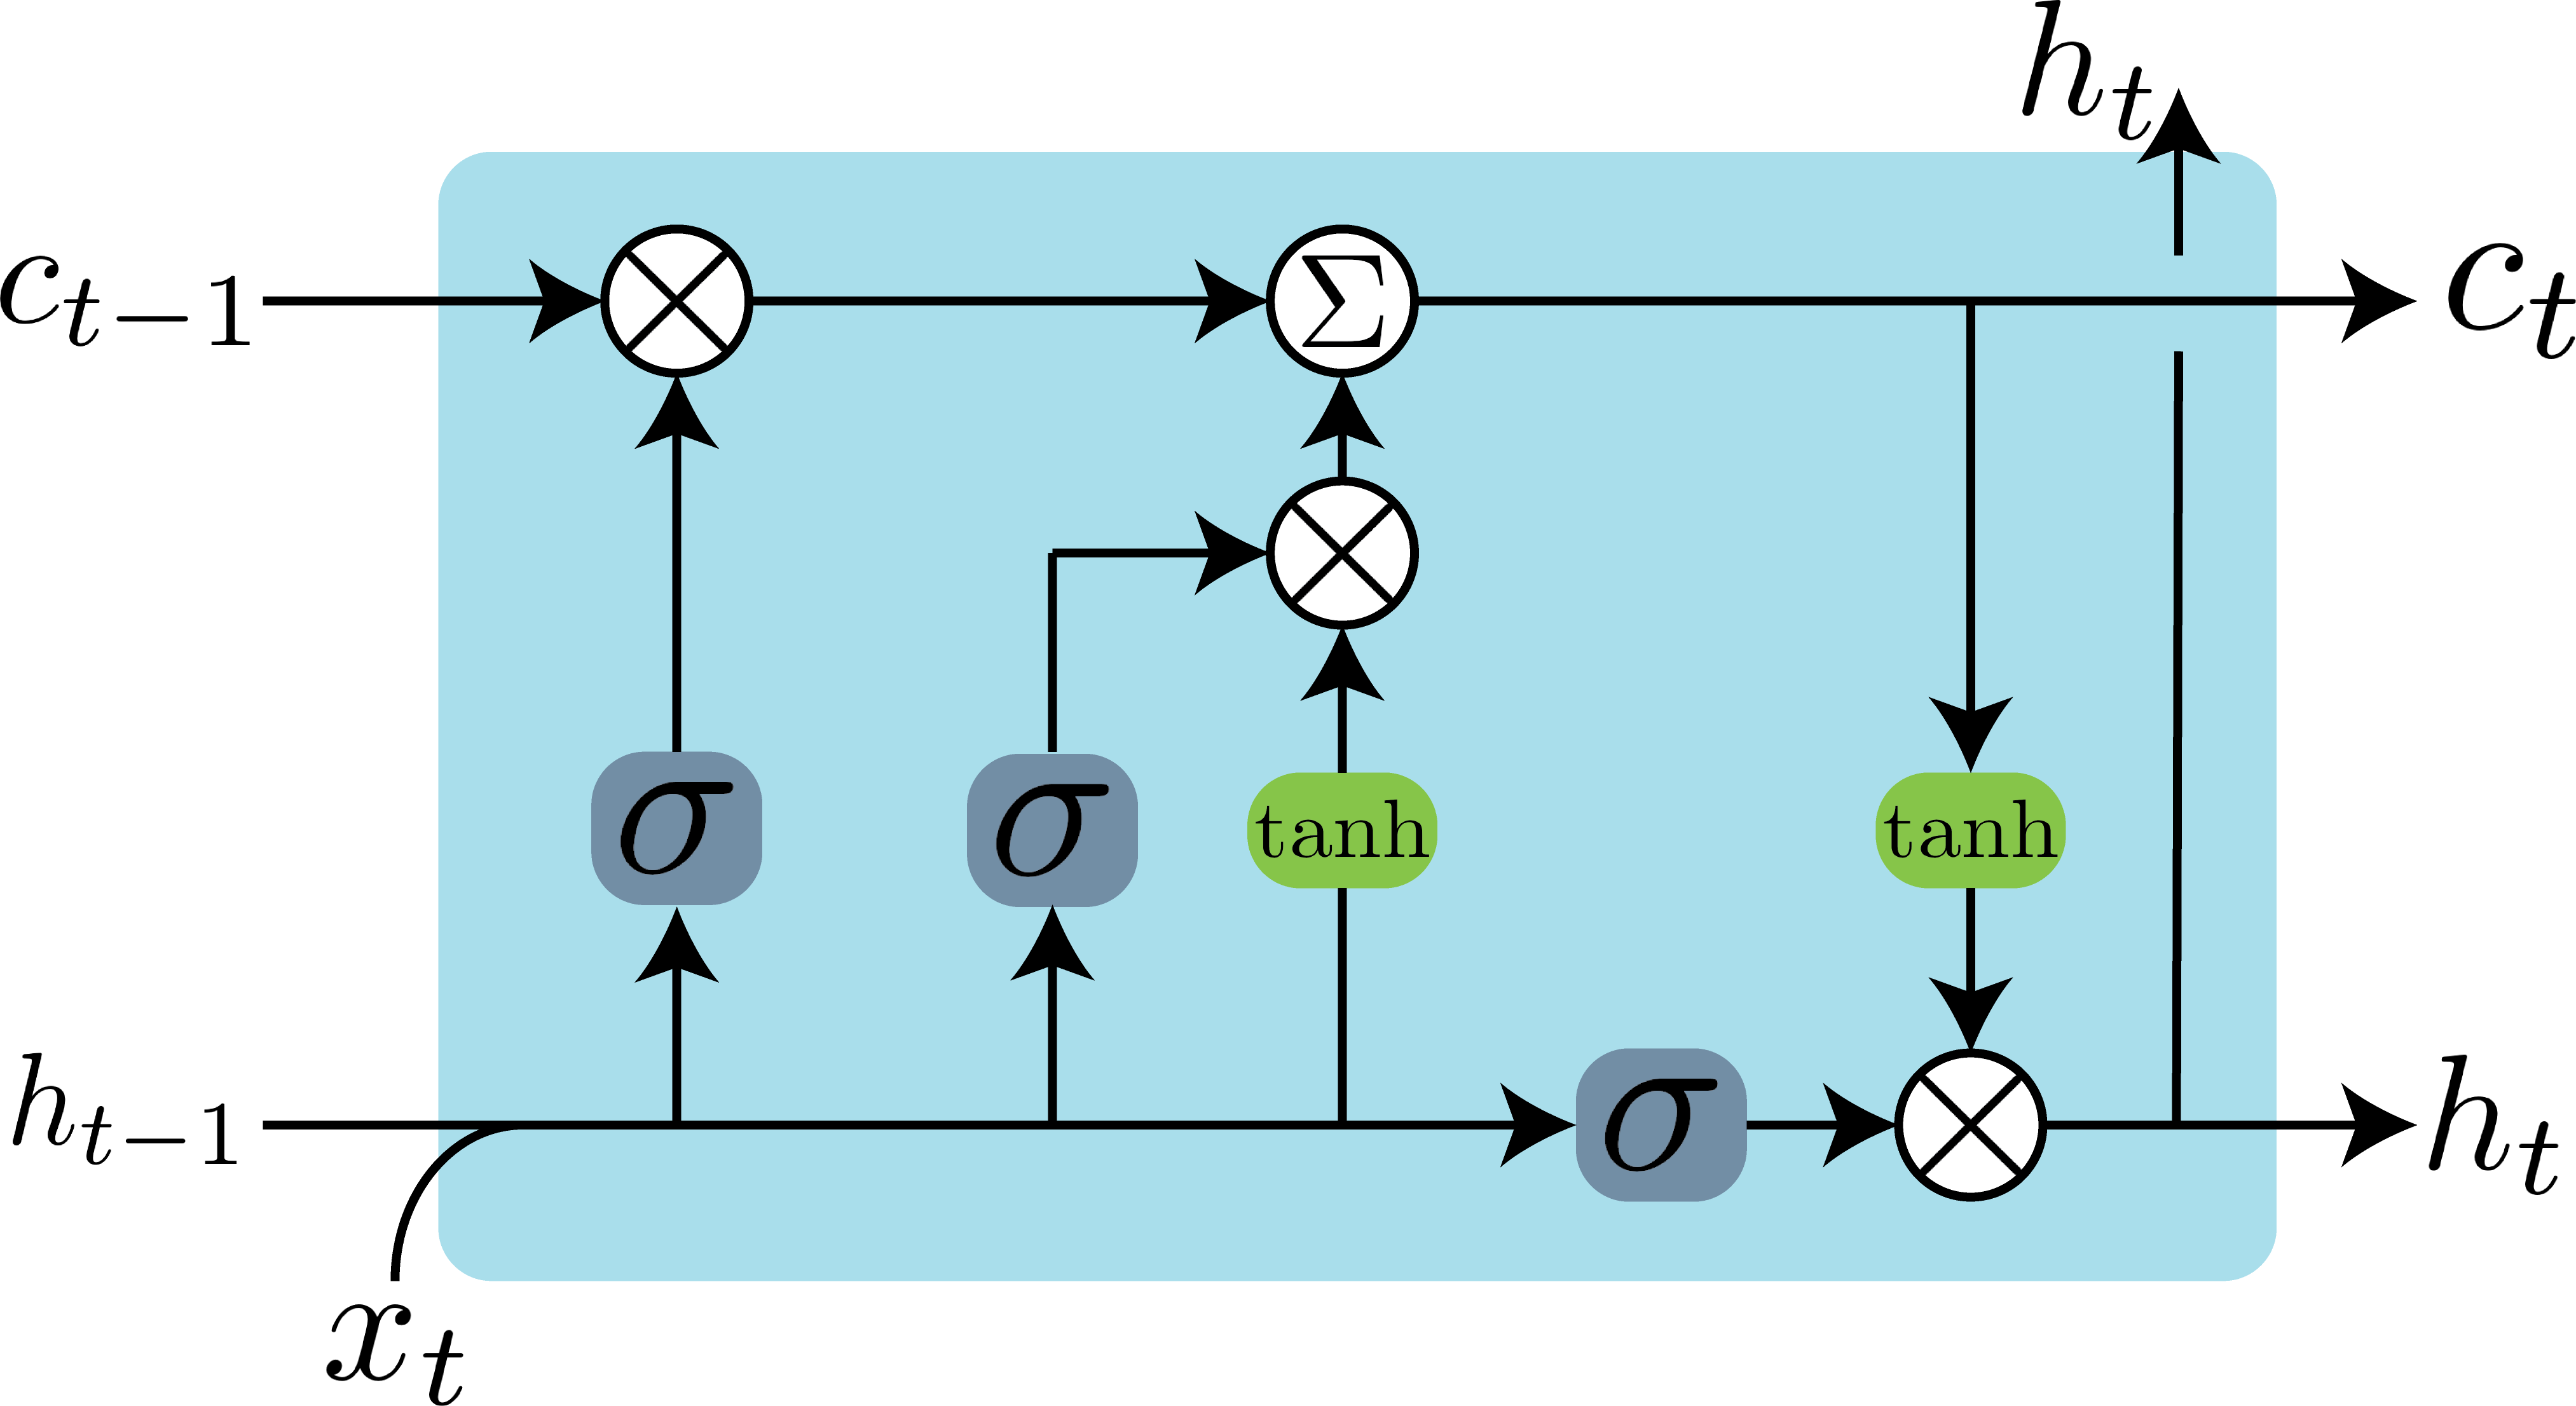 h_t
c_{t-1}
Σ
c_t
σ
σ
tanh
tanh
h_{t-1}
σ
h_t
x_t